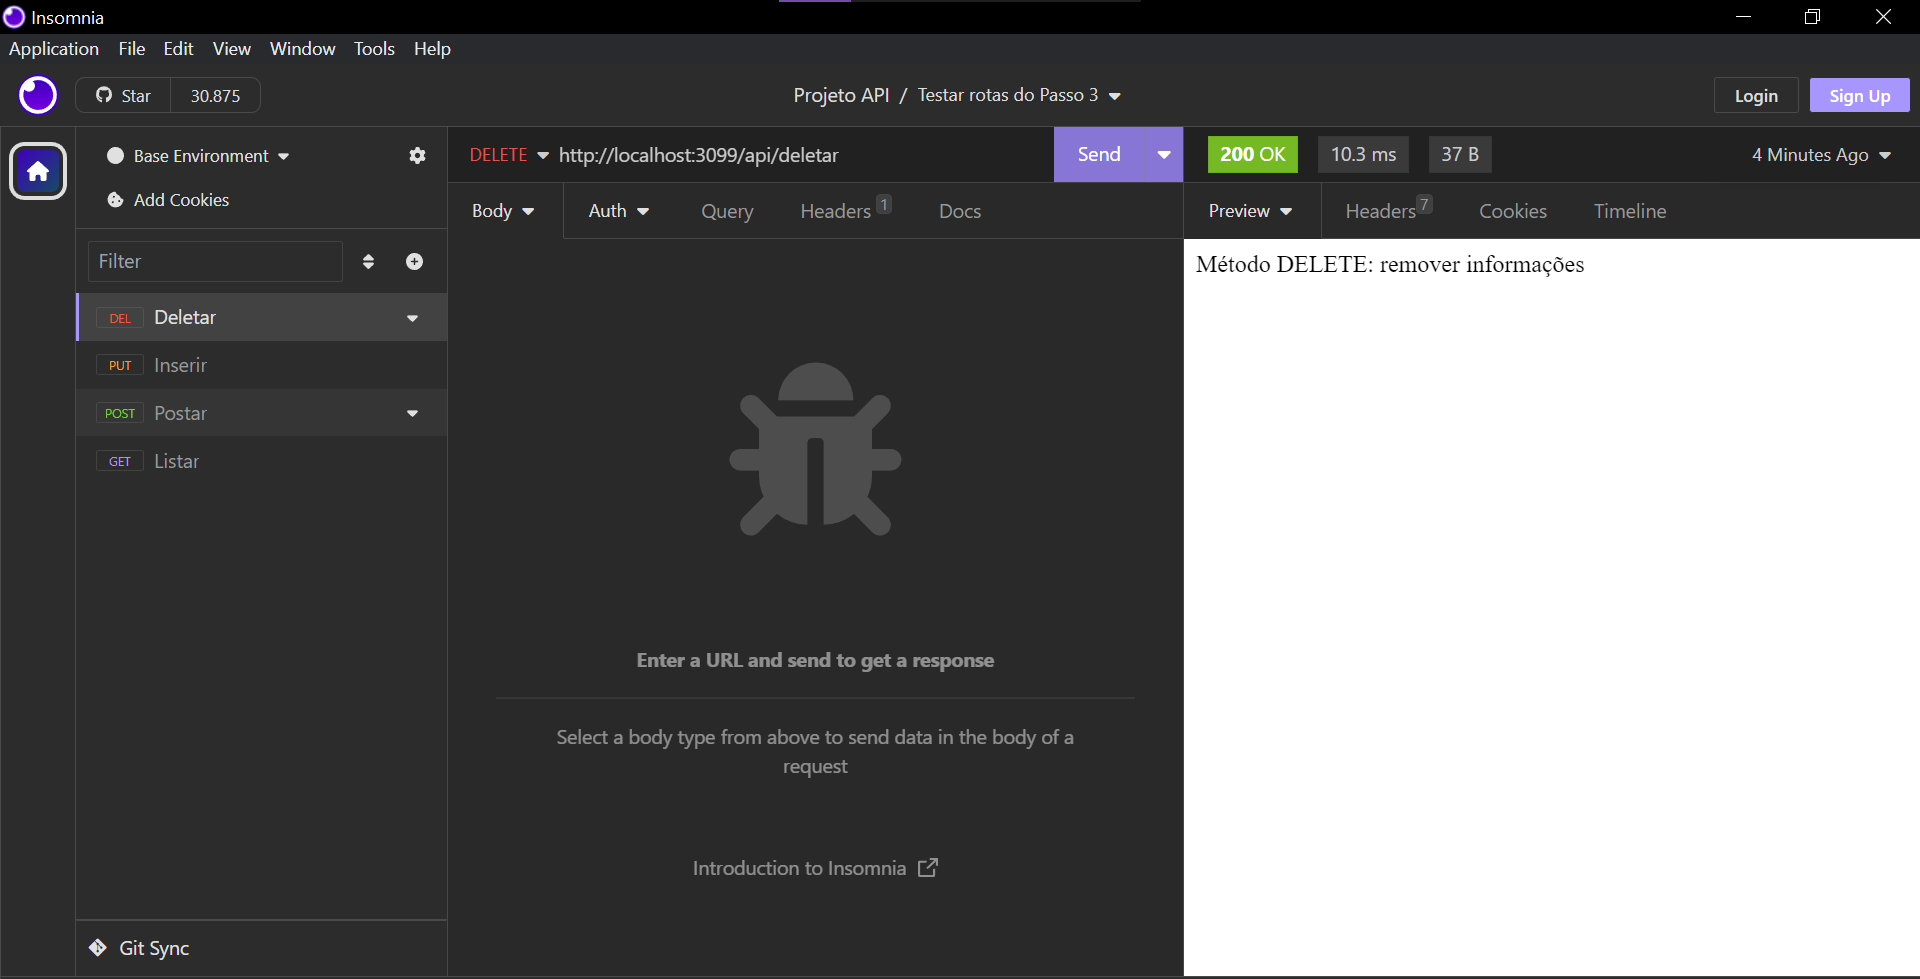 Insomnia
Application File Edit View Window Tools Help
Star 30.875
Projeto API / Testar rotas do Passo 3
Login Sign Up
Base Environment
Add Cookies
Filter
DEL Deletar
PUT Inserir
POST Postar
GET Listar
Git Sync
DELETE http://localhost:3099/api/deletar Send
Body Auth Query Headers 1 Docs
Enter a URL and send to get a response
Select a body type from above to send data in the body of a
request
Introduction to Insomnia
200 OK 10.3 ms 37 B 4 Minutes Ago
Preview Headers 7 Cookies Timeline
Método DELETE: remover informações